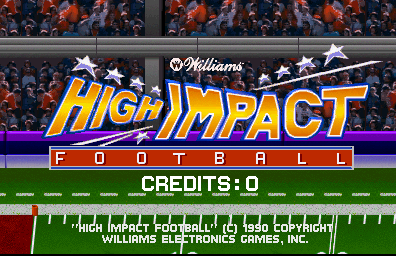 Williams
HIGH IMPACT
FOOTBALL
CREDITS: 0
"HIGH IMPACT FOOTBALL" (C) 1990 COPYRIGHT
WILLIAMS ELECTRONICS GAMES, INC.